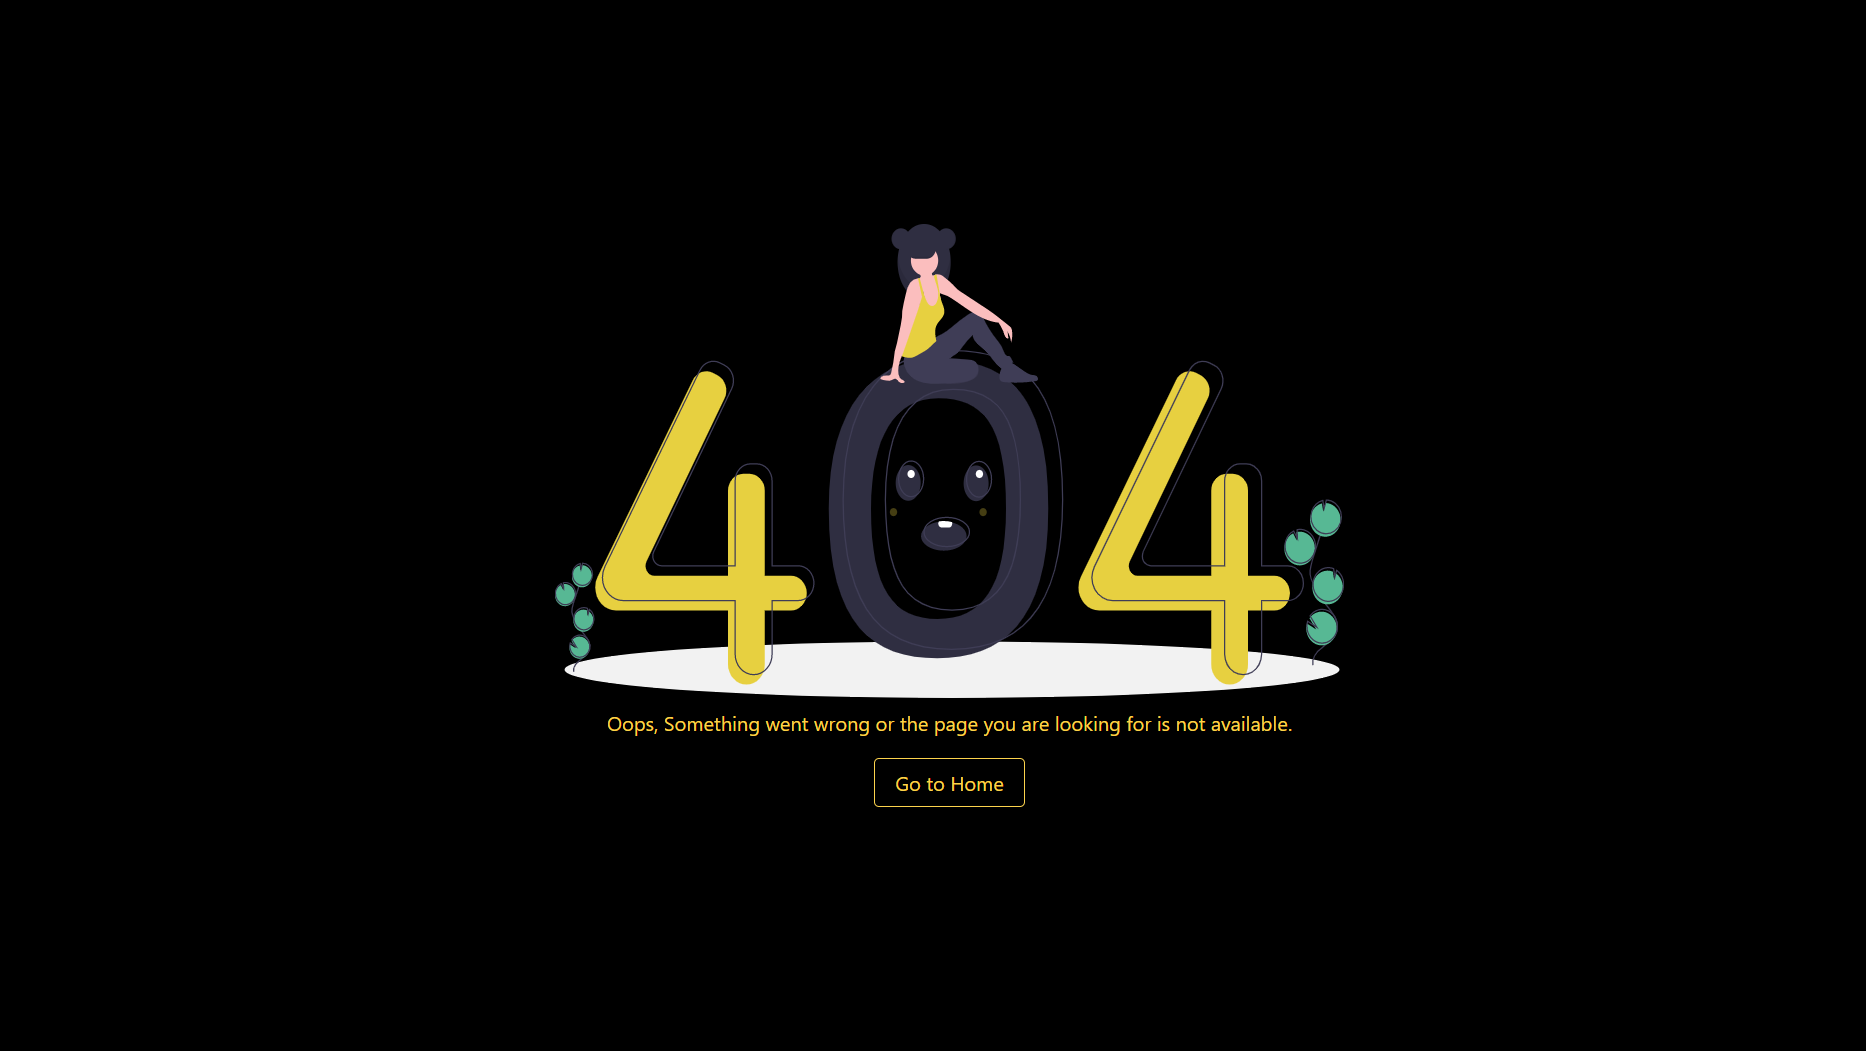 404
Oops, Something went wrong or the page you are looking for is not available.
Go to Home